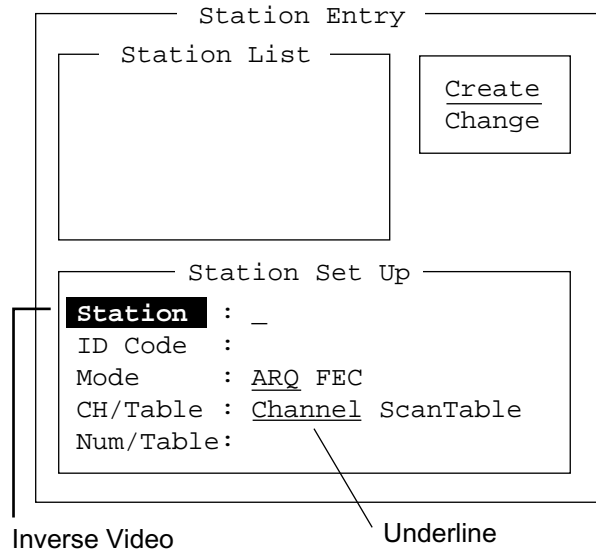 Station Entry
Station List
Create
Change
Station Set Up
Station : _
ID Code :
Mode : ARQ FEC
CH/Table : Channel ScanTable
Num/Table:
Inverse Video
Underline